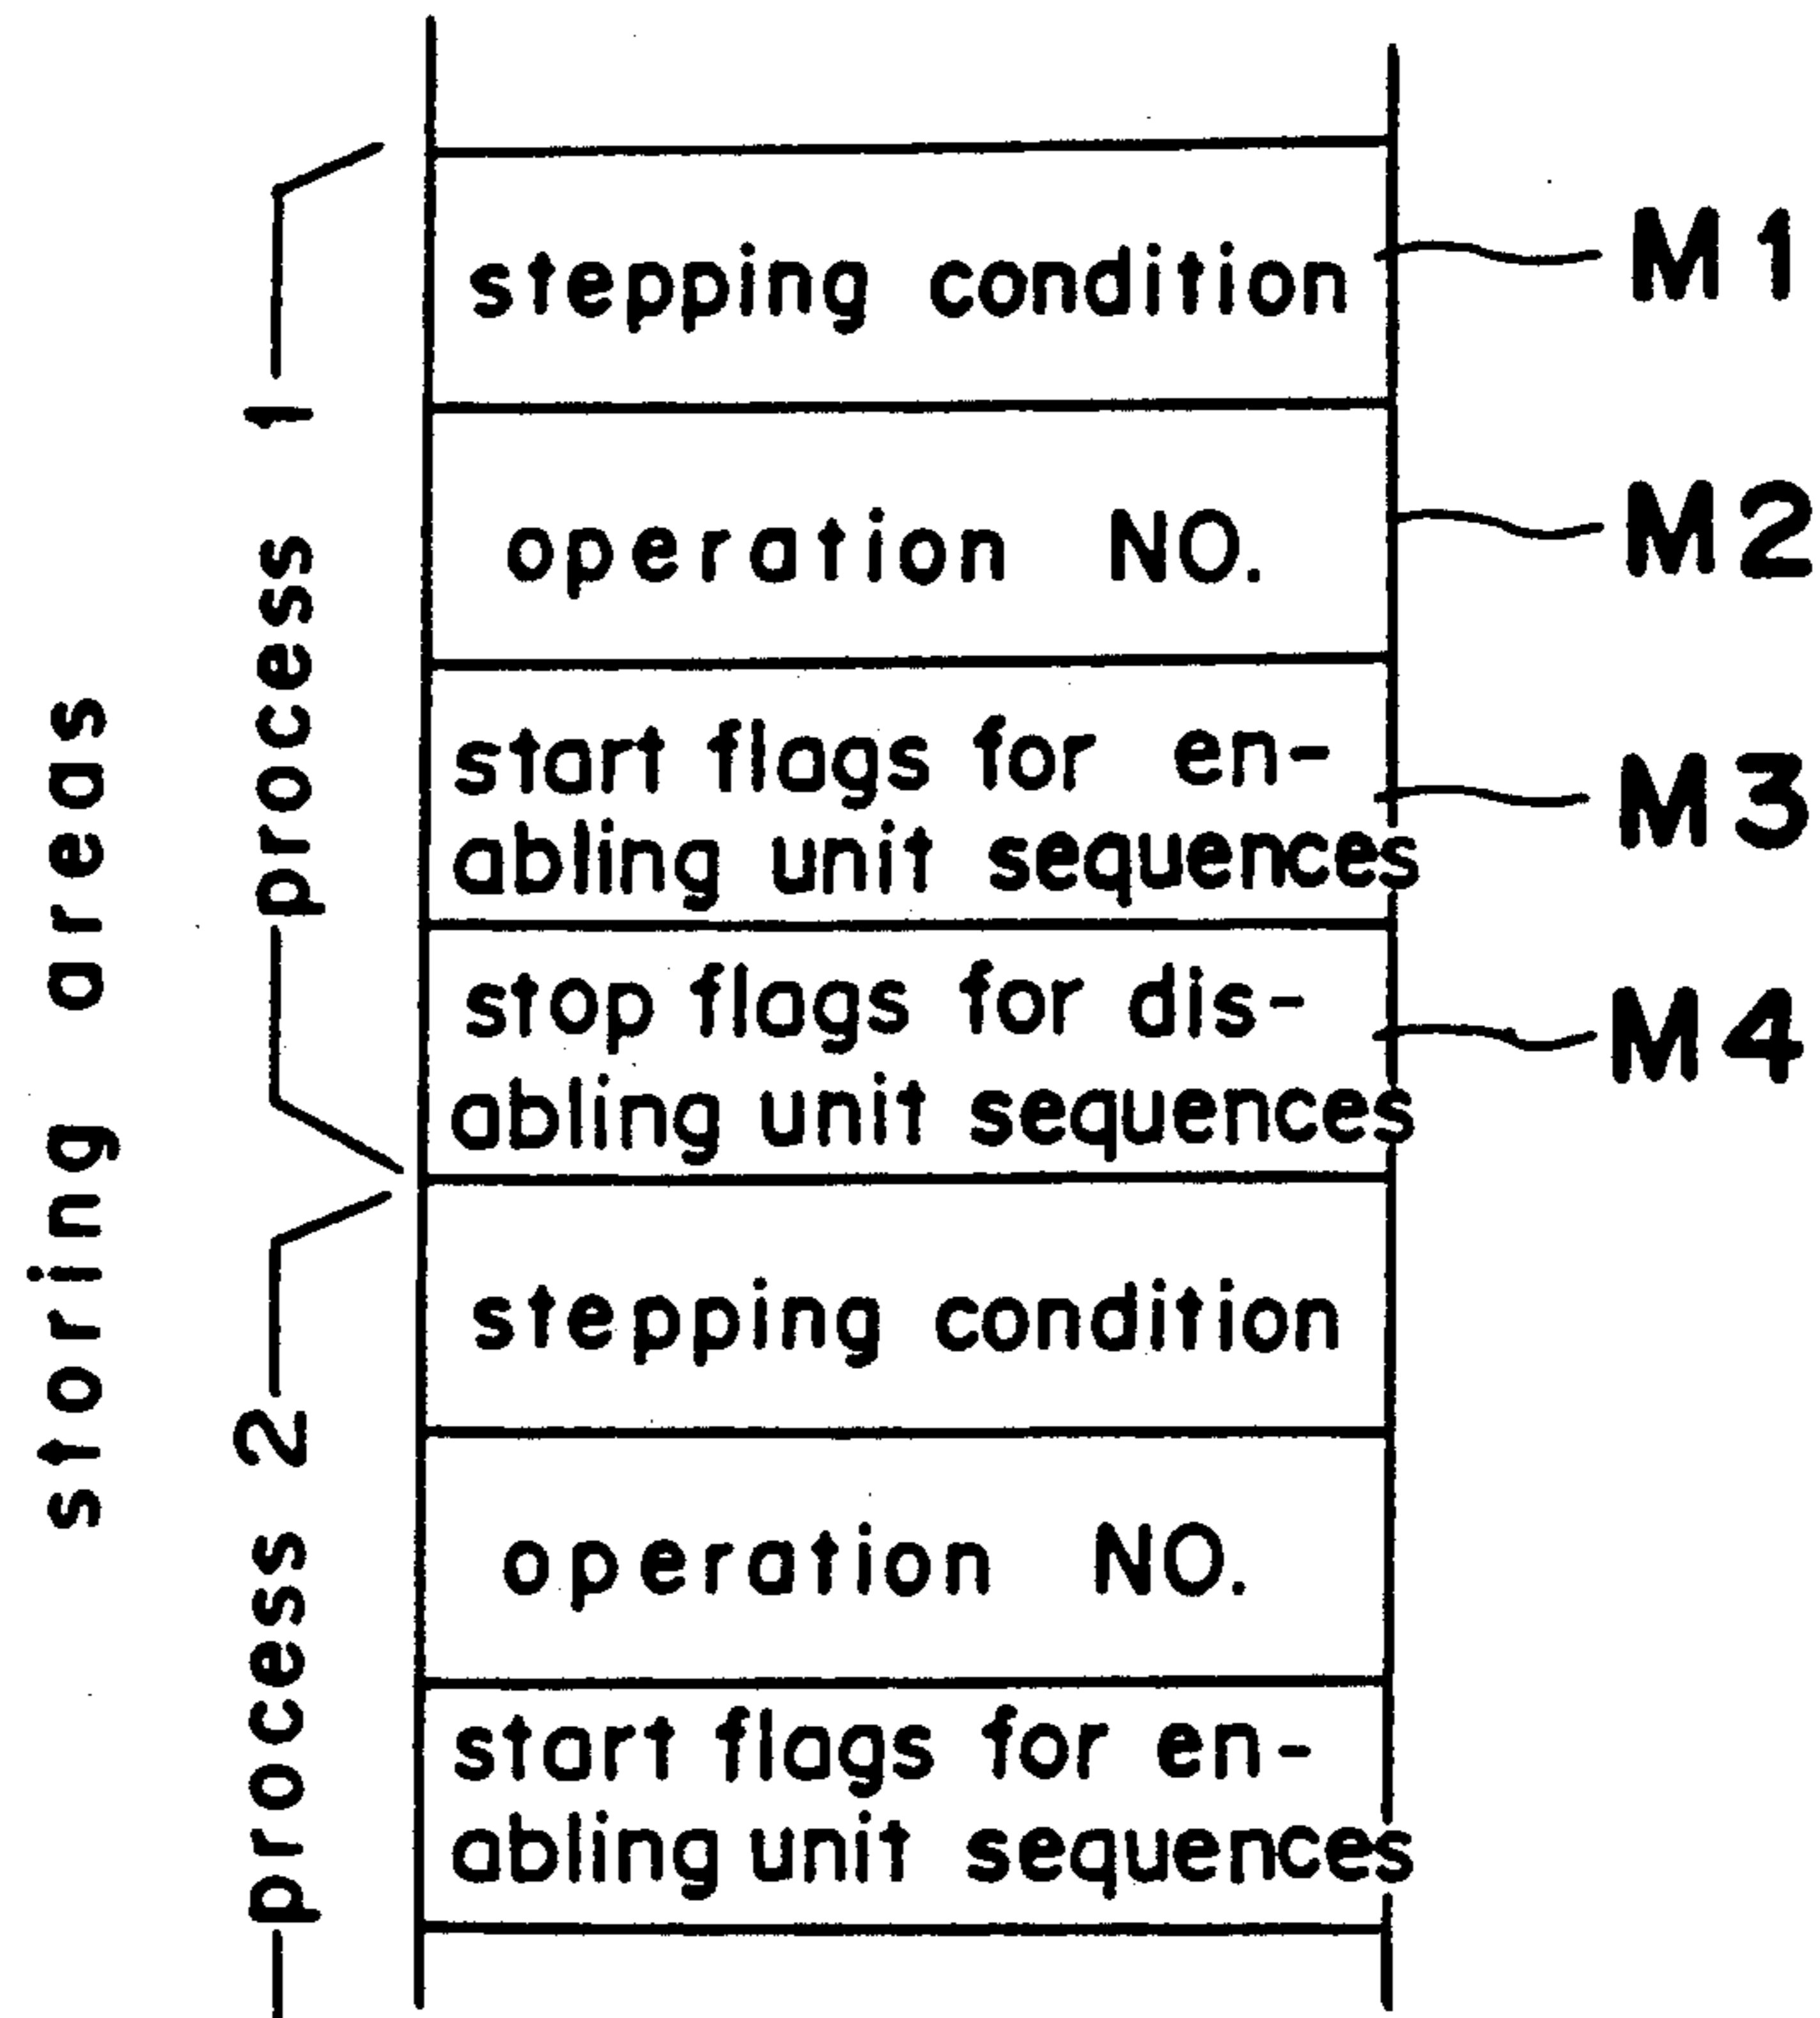 storing areas
process 1
stepping condition
M1
operation NO.
M2
start flags for en-
abling unit sequences
M3
stop flags for dis-
abling unit sequences
M4
process 2
stepping condition
operation NO.
start flags for en-
abling unit sequences